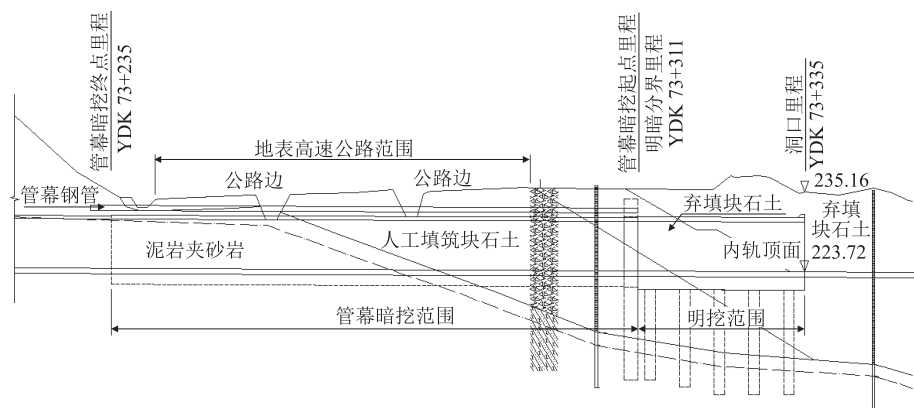 管幕暗挖终点里程
YDK 73+235
管幕暗挖起点里程
明暗分界里程
YDK 73+311
洞口里程
YDK 73+335
地表高速公路范围
公路边
公路边
管幕钢管
235.16
弃填块石土
弃填
块石土
泥岩夹砂岩
人工填筑块石土
内轨顶面
223.72
管幕暗挖范围
明挖范围